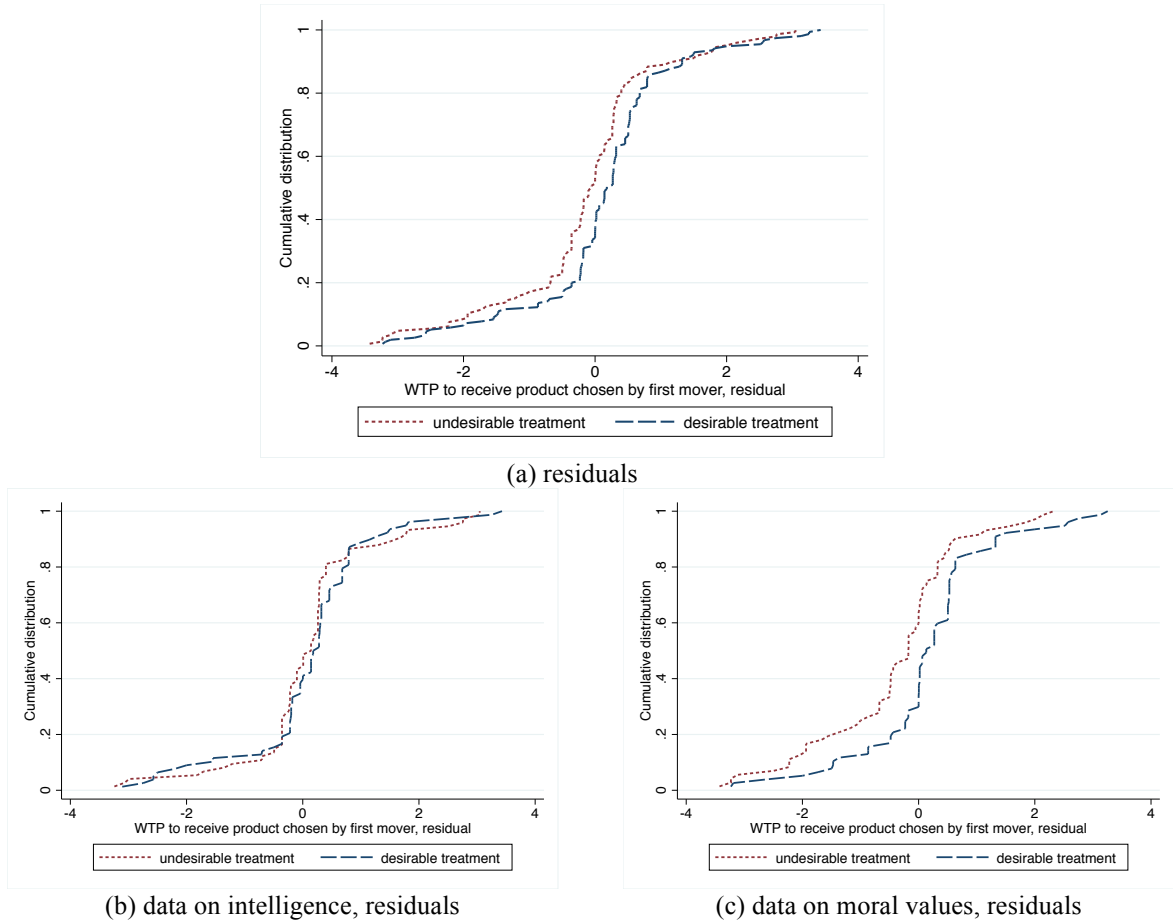 1
.8
.6
.4
.2
0
Cumulative distribution
-4 -2 0 2 4
WTP to receive product chosen by first mover, residual
undesirable treatment desirable treatment
(a) residuals
1
.8
.6
.4
.2
0
Cumulative distribution
-4 -2 0 2 4
WTP to receive product chosen by first mover, residual
undesirable treatment desirable treatment
(b) data on intelligence, residuals
1
.8
.6
.4
.2
0
Cumulative distribution
-4 -2 0 2 4
WTP to receive product chosen by first mover, residual
undesirable treatment desirable treatment
(c) data on moral values, residuals